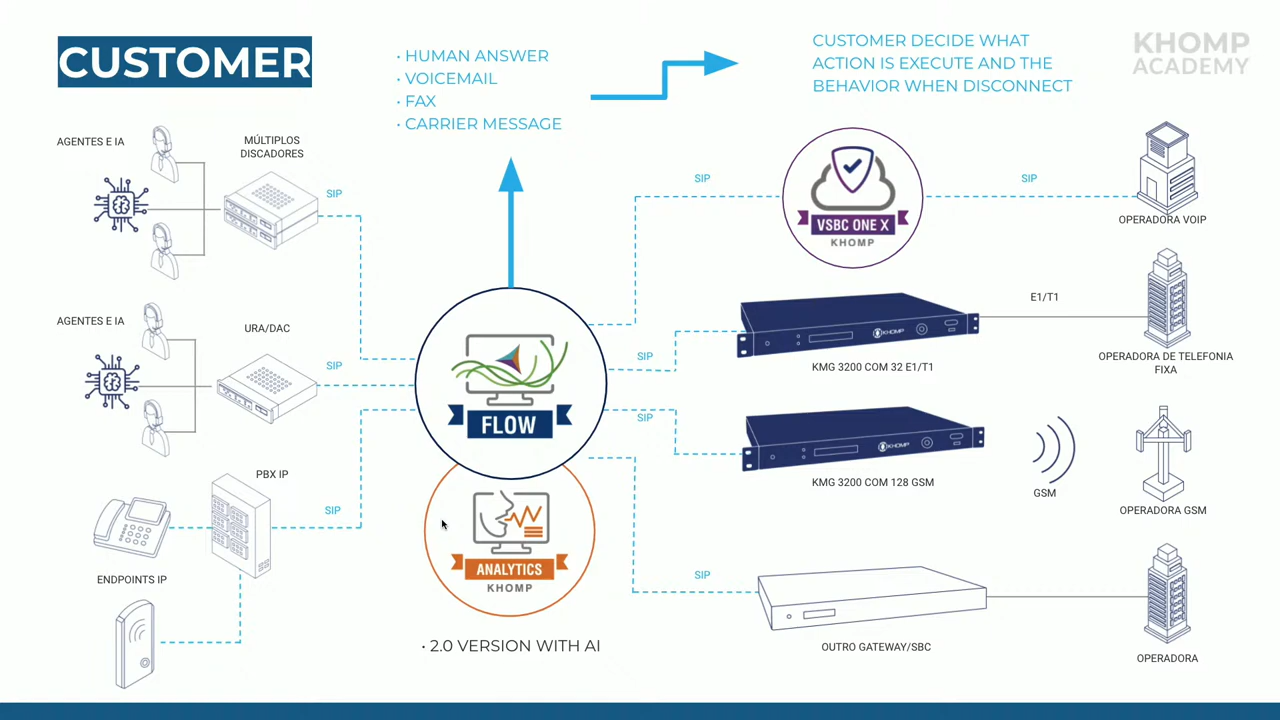 CUSTOMER
· HUMAN ANSWER
· VOICEMAIL
· FAX
· CARRIER MESSAGE
CUSTOMER DECIDE WHAT
ACTION IS EXECUTE AND THE
BEHAVIOR WHEN DISCONNECT
KHOMP
ACADEMY
AGENTES E IA
MÚLTIPLOS
DISCADORES
SIP
SIP
SIP
VSBC ONE X
KHOMP
OPERADORA VOIP
AGENTES E IA
URA/DAC
SIP
E1/T1
KHOMP
SIP
KMG 3200 COM 32 E1/T1
OPERADORA DE TELEFONIA
FIXA
FLOW
SIP
KHOMP
PBX IP
KMG 3200 COM 128 GSM
GSM
OPERADORA GSM
SIP
ENDPOINTS IP
ANALYTICS
KHOMP
SIP
· 2.0 VERSION WITH AI
OUTRO GATEWAY/SBC
OPERADORA